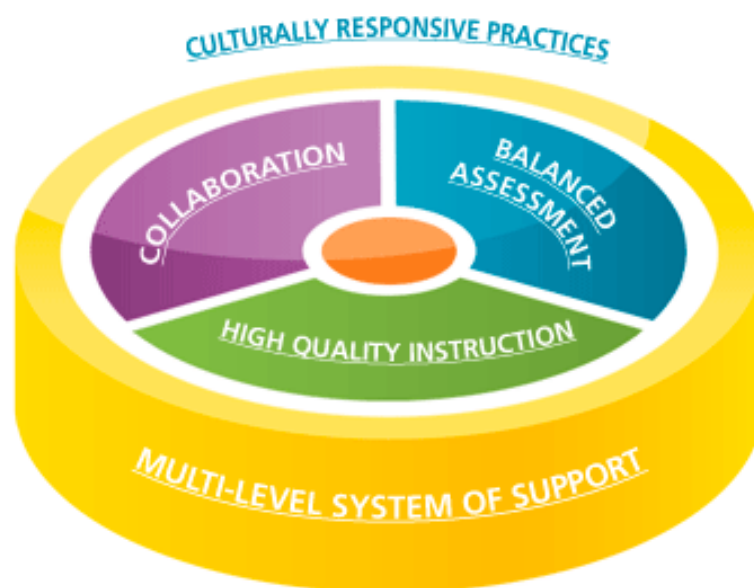 CULTURALLY RESPONSIVE PRACTICES
COLLABORATION
BALANCED
ASSESSMENT
HIGH QUALITY INSTRUCTION
MULTI-LEVEL SYSTEM OF SUPPORT